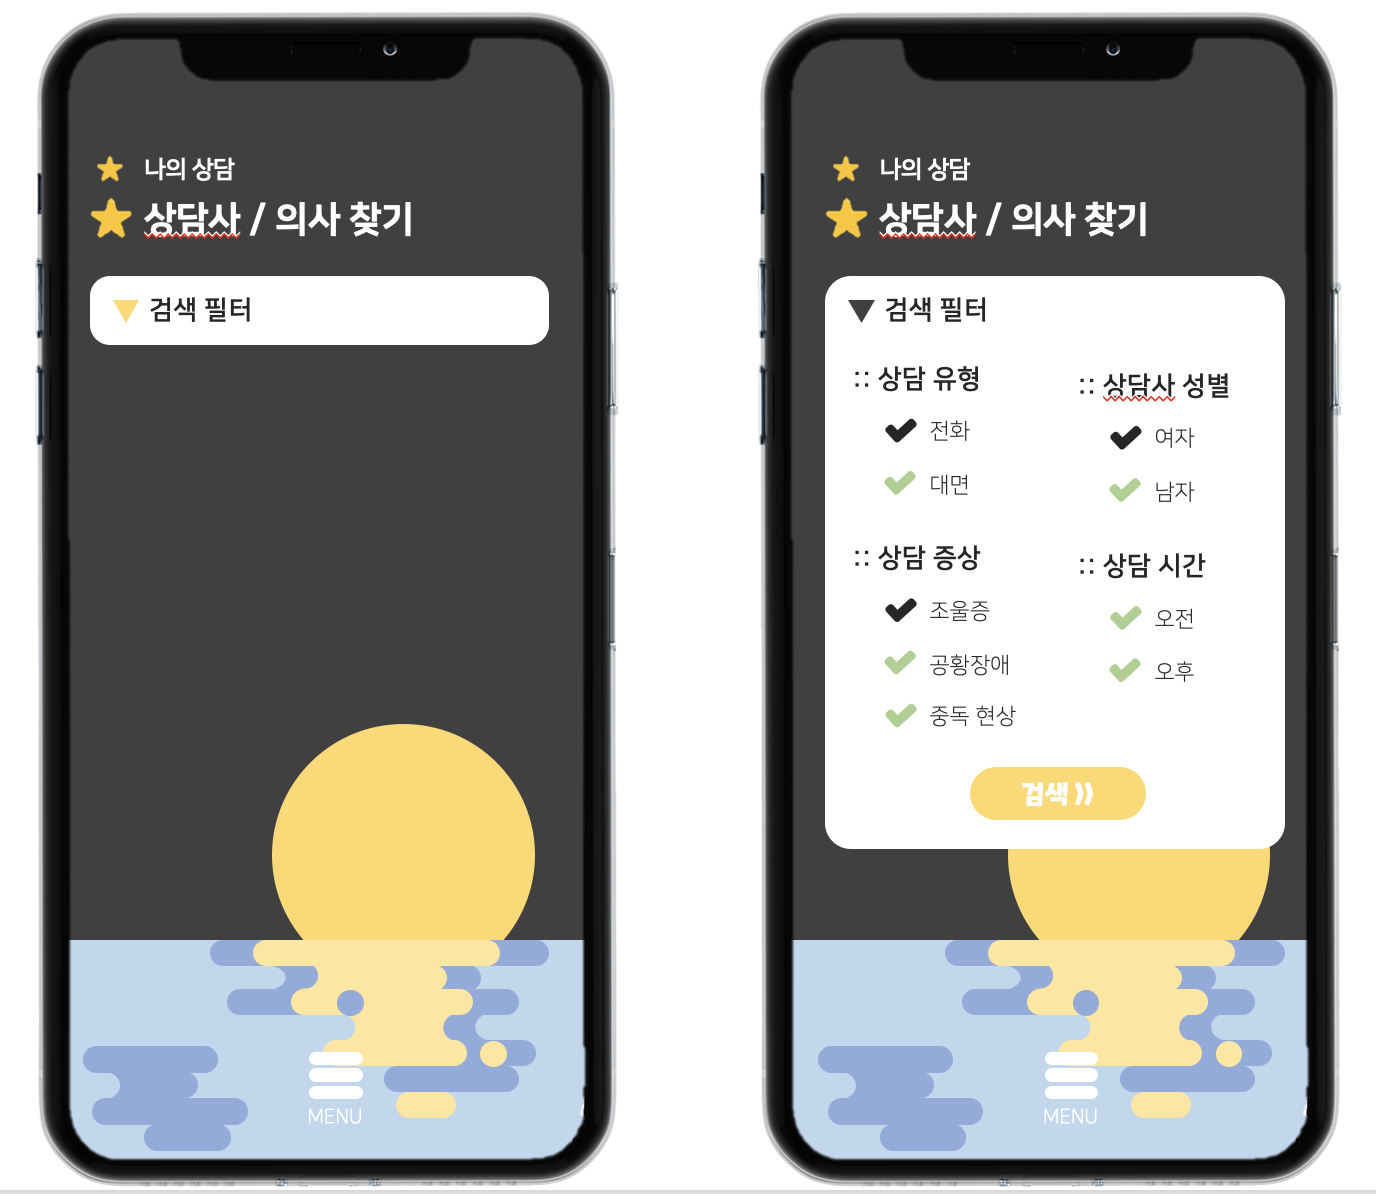 나의 상담
상담사 / 의사 찾기
검색 필터
MENU
나의 상담
상담사 / 의사 찾기
검색 필터
:: 상담 유형
전화
대면
:: 상담사 성별
여자
남자
:: 상담 증상
조울증
공황장애
중독 현상
:: 상담 시간
오전
오후
검색 》
MENU